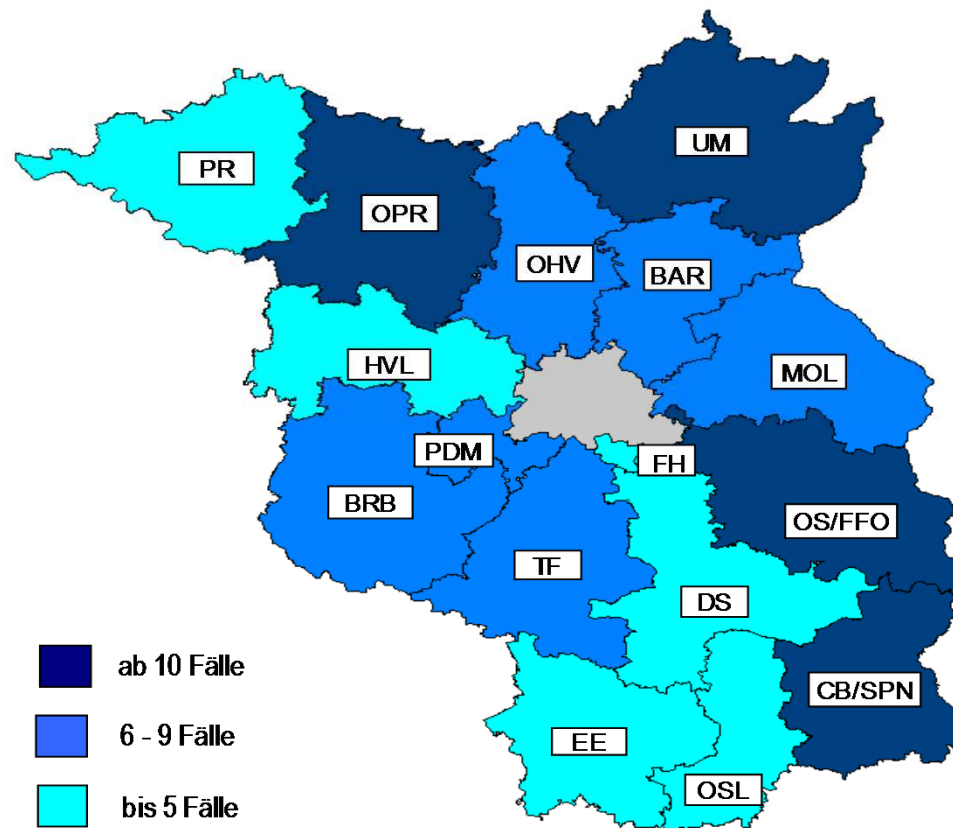 UM
PR
OPR
OHV
BAR
HVL
MOL
PDM
FH
BRB
OS/FFO
TF
DS
ab 10 Fälle
CB/SPN
6 - 9 Fälle
EE
OSL
bis 5 Fälle